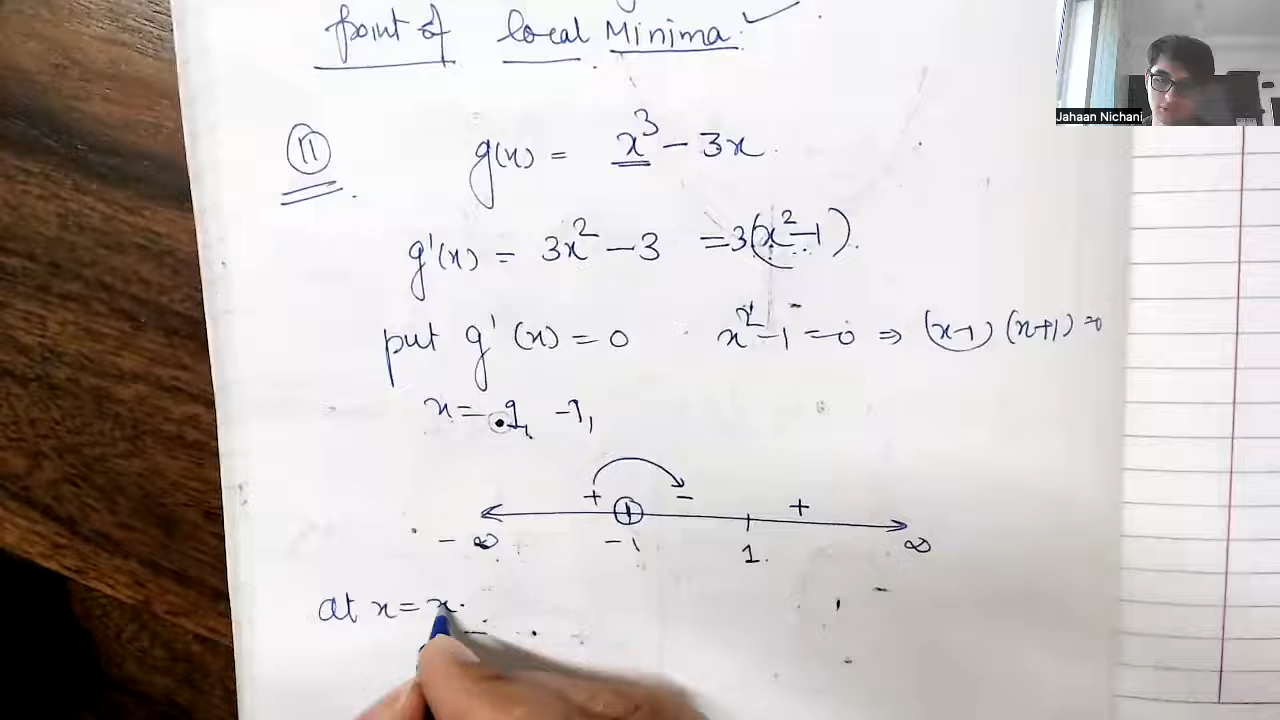 point of local Minima.
Jahaan Nichani
(ii) g(x) = x³ - 3x.
g'(x) = 3x² - 3 = 3(x² - 1).
put g'(x) = 0 x² - 1 = 0 ⇒ (x-1) (x+1) = 0
x = 1, -1,
+ - +
- ∞ -1 1. ∞
at x = x